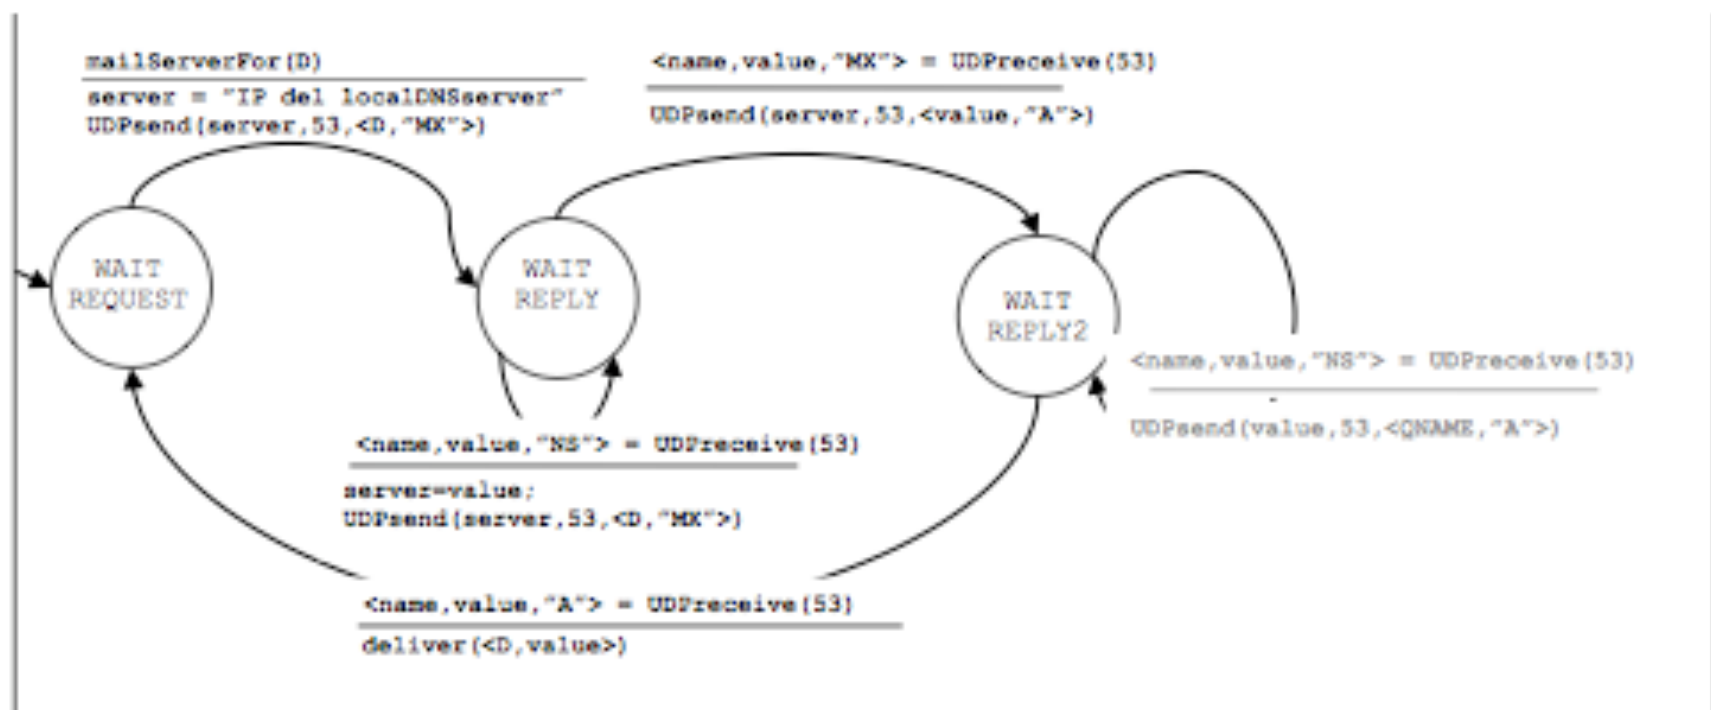 mailServerFor(D)
server = "IP del localDNSserver"
UDPsend(server,53,<D,"MX">)
<name,value,"MX"> = UDPreceive(53)
UDPsend(server,53,<value,"A">)
WAIT
REQUEST
WAIT
REPLY
WAIT
REPLY2
<name,value,"NS"> = UDPreceive(53)
UDPsend(value,53,<QNAME,"A">)
<name,value,"NS"> = UDPreceive(53)
server=value;
UDPsend(server,53,<D,"MX">)
<name,value,"A"> = UDPreceive(53)
deliver(<D,value>)